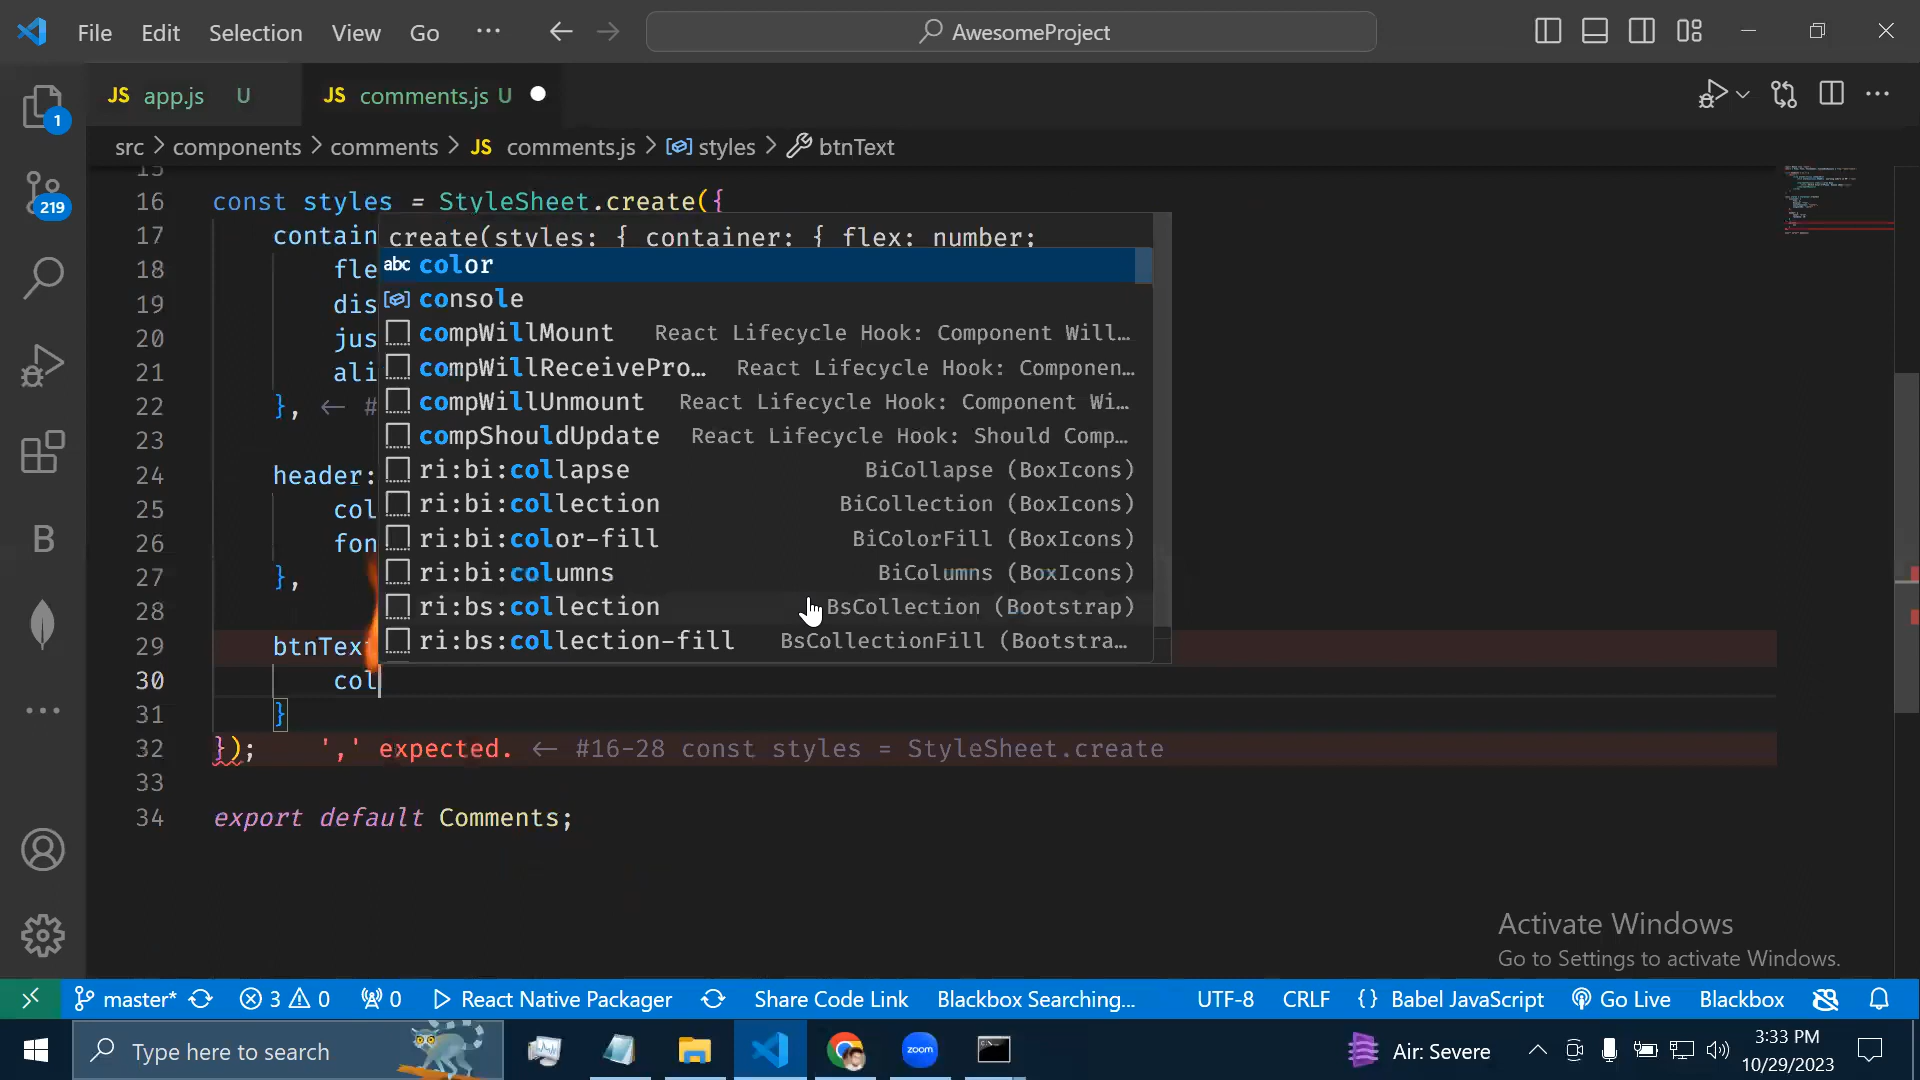 File Edit Selection View Go ··· AwesomeProject
JS app.js U JS comments.js U
src > components > comments > JS comments.js > styles > btnText
1
219
B
15
16 const styles = StyleSheet.create({
17 contain
create(styles: { container: { flex: number;
18 fle
color
19 dis
console
20 jus
compWillMount React Lifecycle Hook: Component Will…
21 ali
compWillReceivePro… React Lifecycle Hook: Componen…
22 }, ← #
compWillUnmount React Lifecycle Hook: Component Wi…
23
compShouldUpdate React Lifecycle Hook: Should Comp…
24 header:
ri:bi:collapse BiCollapse (BoxIcons)
25 col
ri:bi:collection BiCollection (BoxIcons)
26 fon
ri:bi:color-fill BiColorFill (BoxIcons)
27 },
ri:bi:columns BiColumns (BoxIcons)
28
ri:bs:collection BsCollection (Bootstrap)
29 btnTex
ri:bs:collection-fill BsCollectionFill (Bootstra…
30 col
31 }
32 }); ',' expected. ← #16-28 const styles = StyleSheet.create
33
34 export default Comments;
Activate Windows
Go to Settings to activate Windows.
master* 3 0 0 React Native Packager Share Code Link Blackbox Searching... UTF-8 CRLF {} Babel JavaScript Go Live Blackbox
Type here to search zoom Air: Severe 3:33 PM
10/29/2023